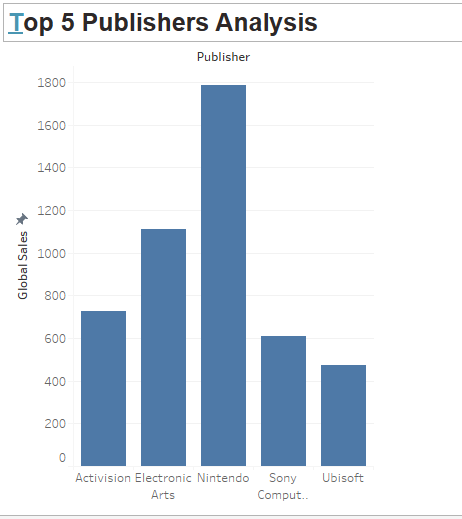 Top 5 Publishers Analysis
Publisher
1800
1600
1400
1200
1000
800
600
400
200
0
Global Sales
Activision Electronic Nintendo Sony Ubisoft
Arts Comput..